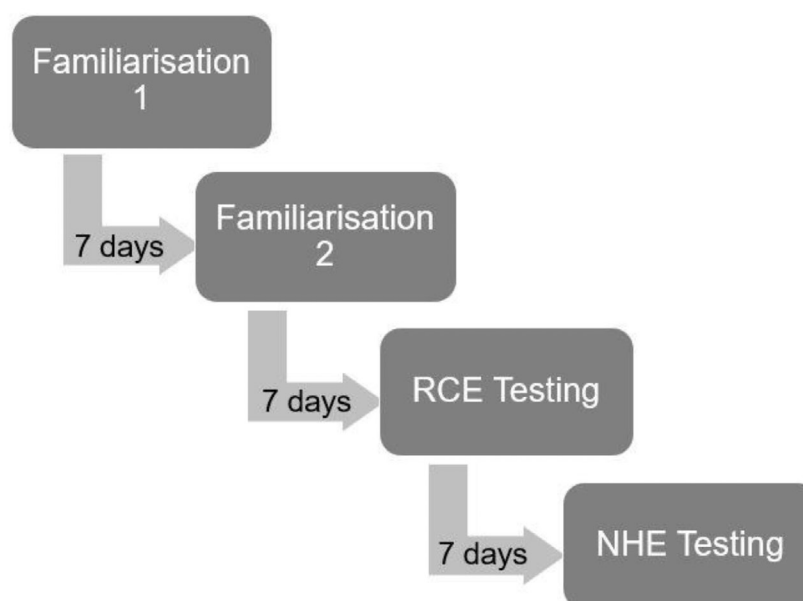 Familiarisation
1
7 days
Familiarisation
2
7 days
RCE Testing
7 days
NHE Testing